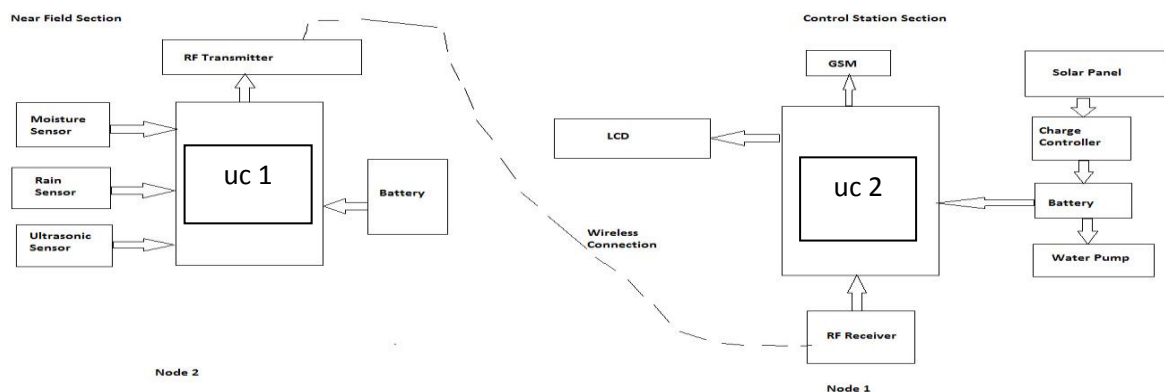 Near Field Section
RF Transmitter
Moisture
Sensor
Rain
Sensor
Ultrasonic
Sensor
uc 1
Battery
Node 2
Wireless
Connection
Control Station Section
GSM
LCD
uc 2
RF Receiver
Node 1
Solar Panel
Charge
Controller
Battery
Water Pump